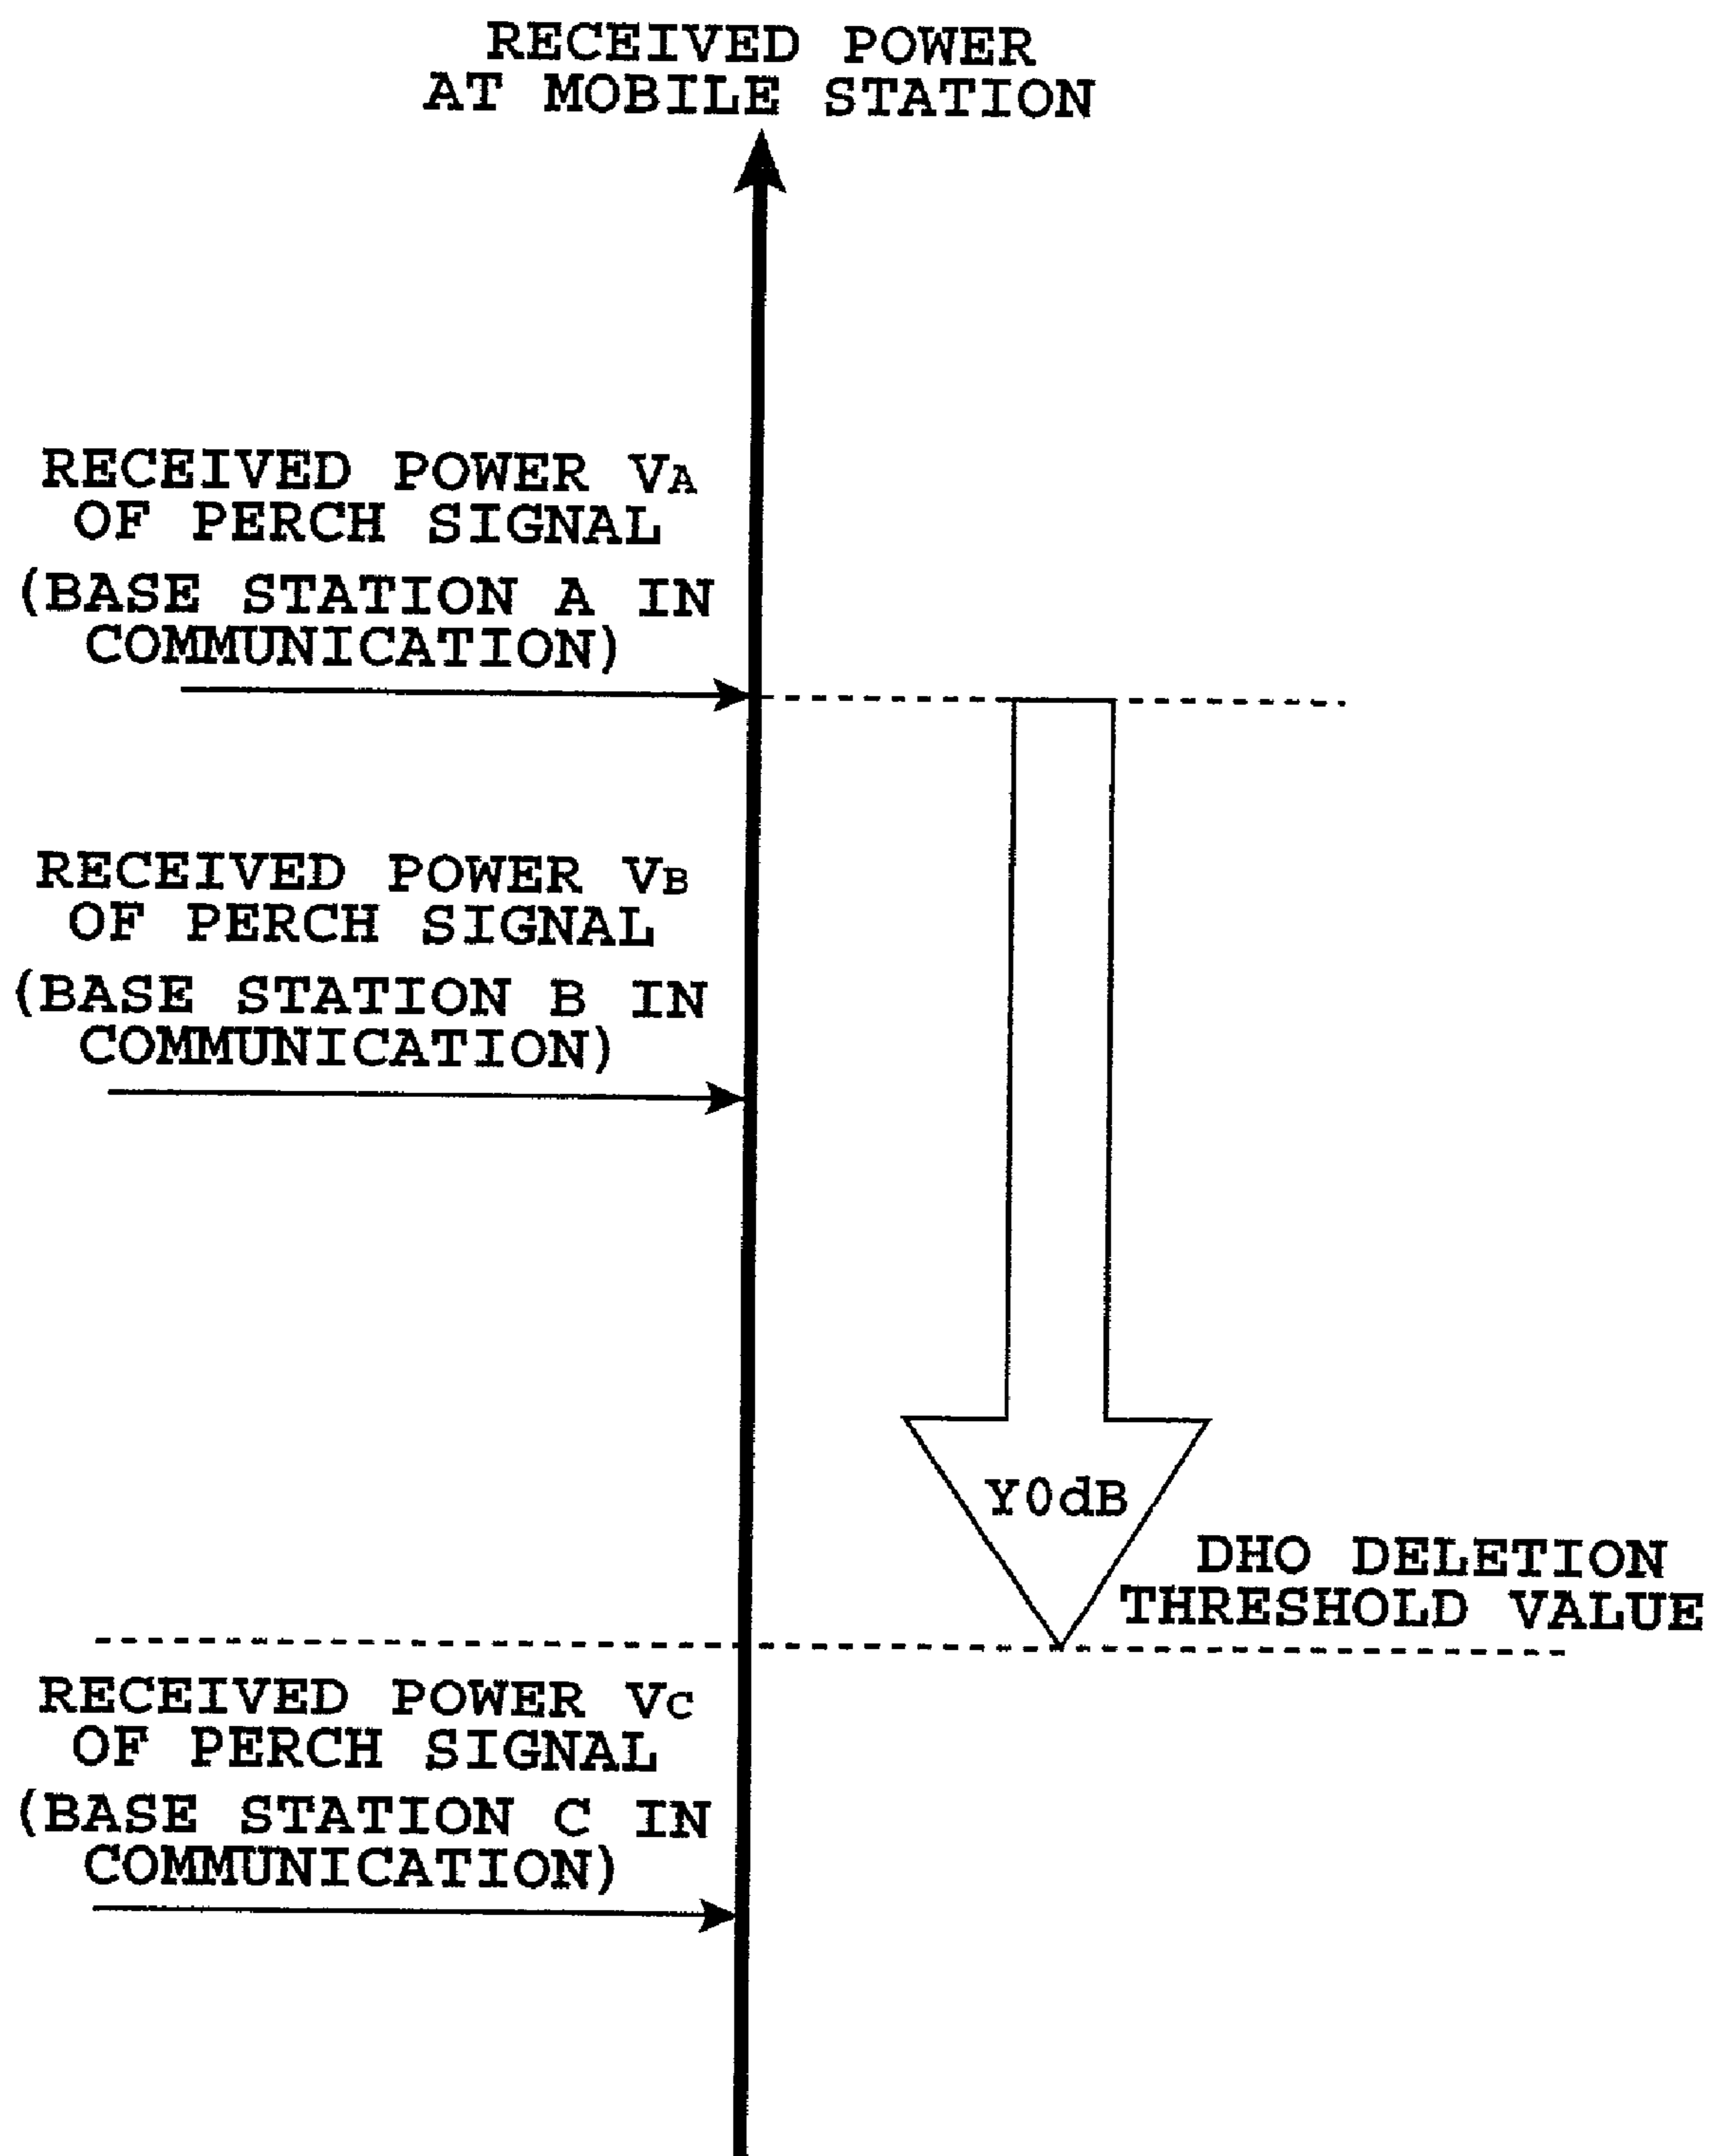 RECEIVED POWER
AT MOBILE STATION
RECEIVED POWER VA
OF PERCH SIGNAL
(BASE STATION A IN
COMMUNICATION)
RECEIVED POWER VB
OF PERCH SIGNAL
(BASE STATION B IN
COMMUNICATION)
Y0dB
DHO DELETION
THRESHOLD VALUE
RECEIVED POWER VC
OF PERCH SIGNAL
(BASE STATION C IN
COMMUNICATION)